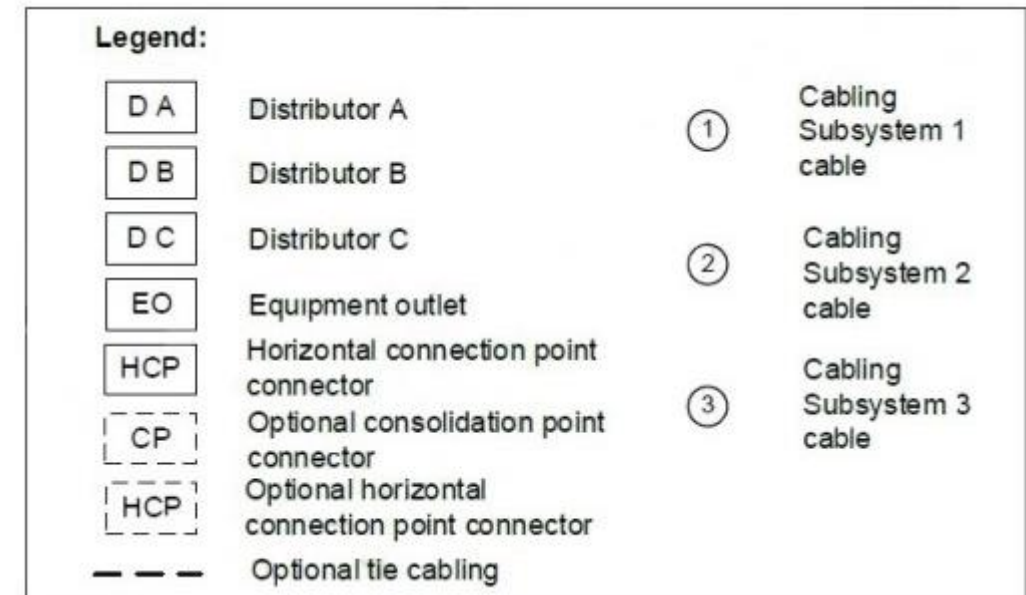 Legend:
D A
Distributor A
D B
Distributor B
D C
Distributor C
EO
Equipment outlet
HCP
Horizontal connection point
connector
CP
Optional consolidation point
connector
HCP
Optional horizontal
connection point connector
Optional tie cabling
1
Cabling
Subsystem 1
cable
2
Cabling
Subsystem 2
cable
3
Cabling
Subsystem 3
cable